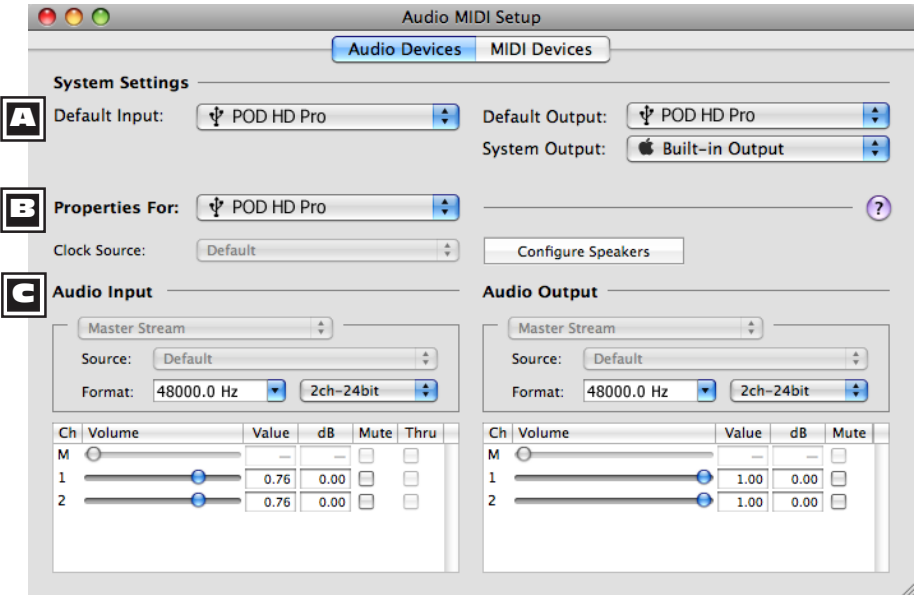 Audio MIDI Setup
Audio Devices MIDI Devices
System Settings
A
Default Input: POD HD Pro
Default Output: POD HD Pro
System Output: Built-in Output
B
Properties For: POD HD Pro
?
Clock Source: Default
Configure Speakers
C
Audio Input
Master Stream
Source: Default
Format: 48000.0 Hz 2ch-24bit
Ch Volume Value dB Mute Thru
M — —
1 0.76 0.00
2 0.76 0.00
Audio Output
Master Stream
Source: Default
Format: 48000.0 Hz 2ch-24bit
Ch Volume Value dB Mute
M — —
1 1.00 0.00
2 1.00 0.00